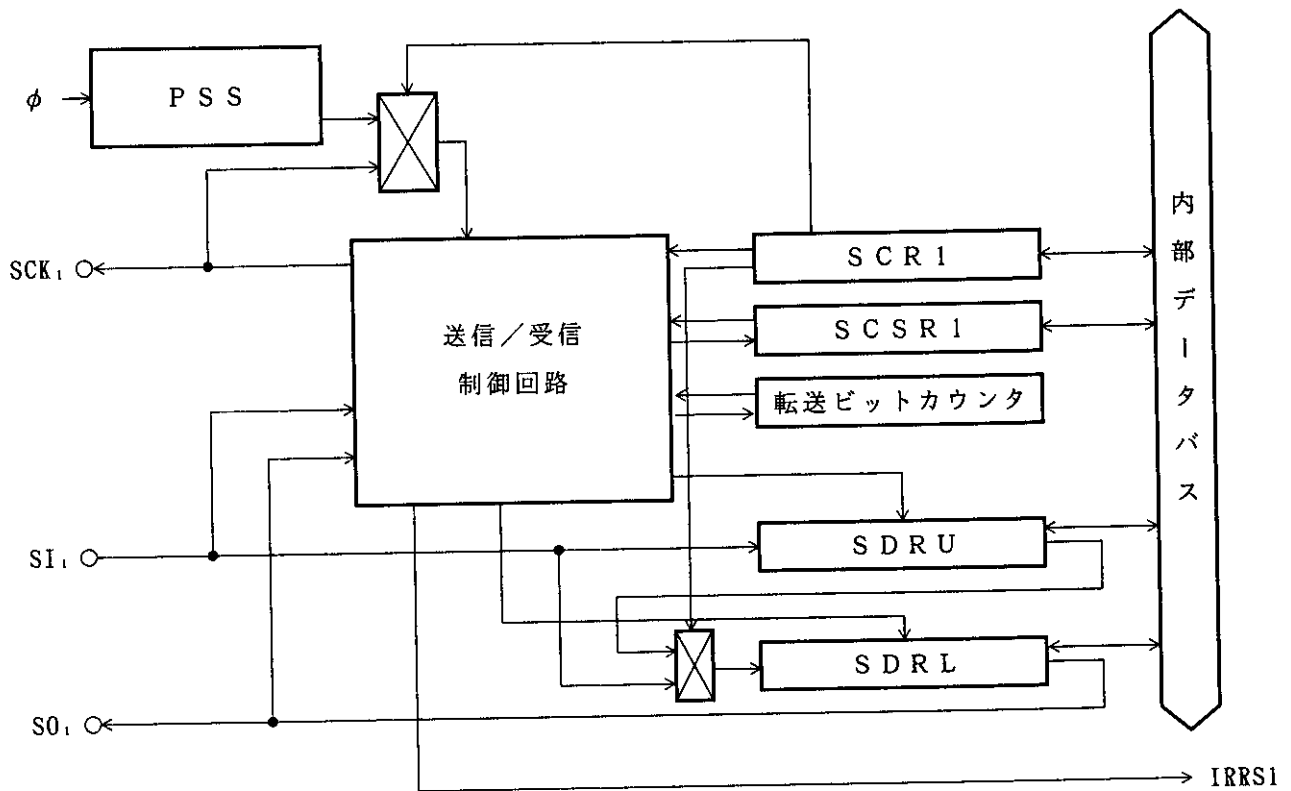 φ
PSS
SCK₁
送信／受信
制御回路
SCR1
SCSR1
転送ビットカウンタ
SI₁
SDRU
SDRL
SO₁
IRRS1
内部データバス